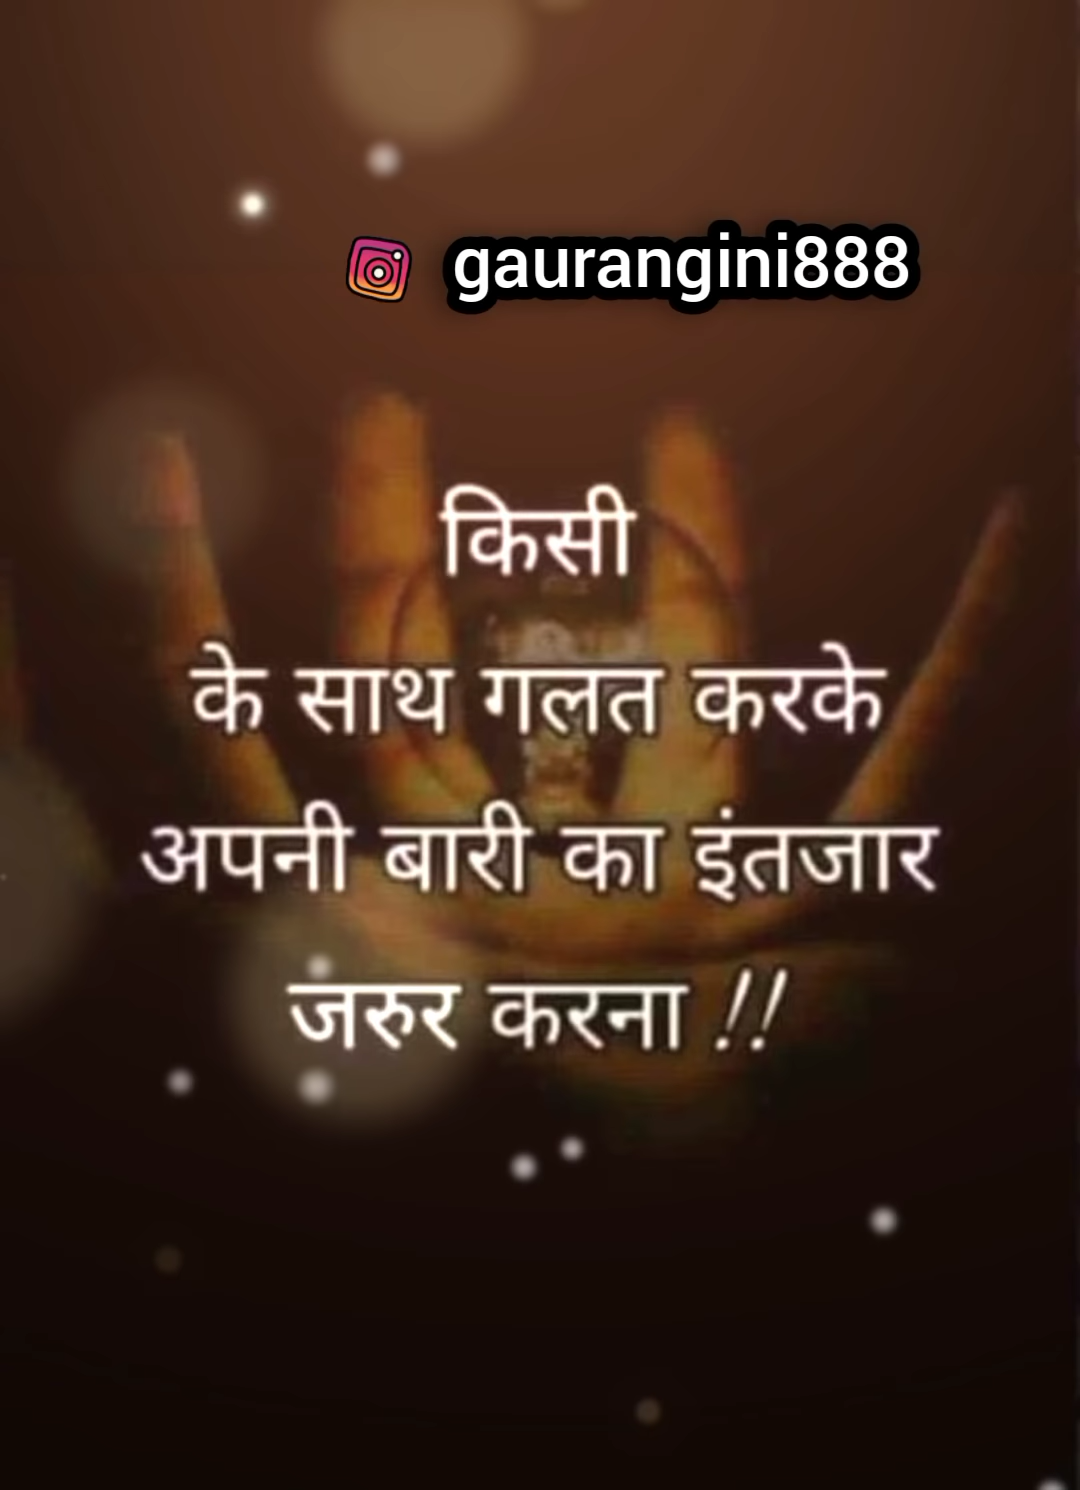 gaurangini888
किसी
के साथ गलत करके
अपनी बारी का इंतजार
जरुर करना !!